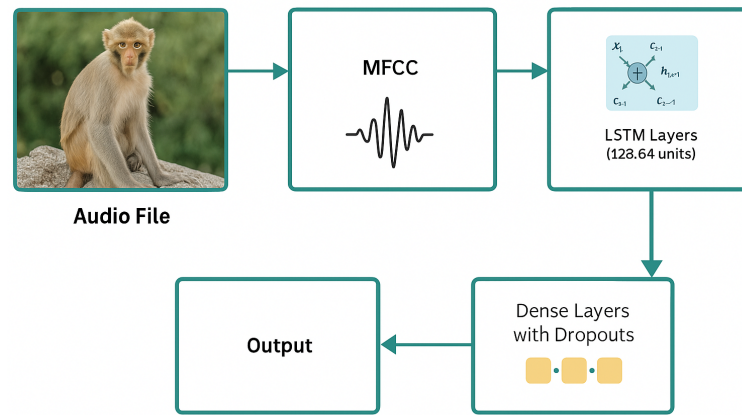 Audio File
MFCC
LSTM Layers
(128.64 units)
Dense Layers
with Dropouts
Output